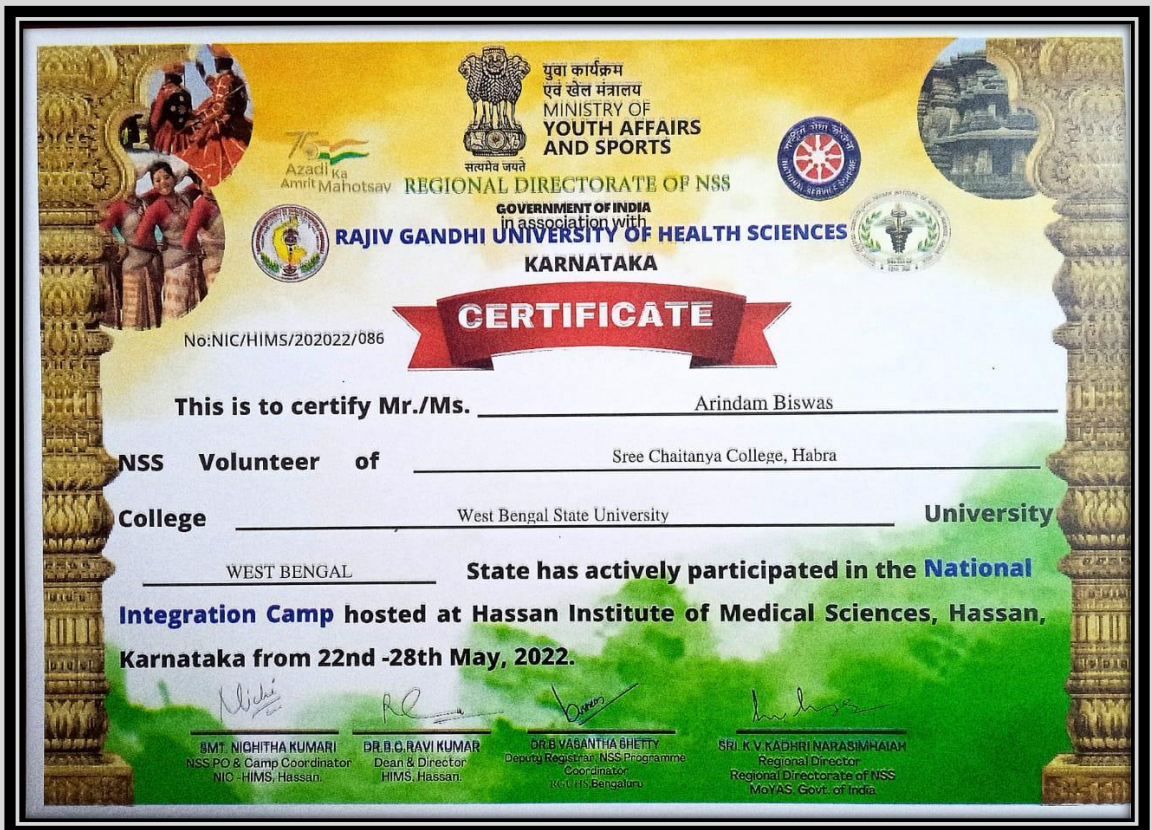 युवा कार्यक्रम
एवं खेल मंत्रालय
MINISTRY OF
YOUTH AFFAIRS
AND SPORTS
सत्यमेव जयते
75
Azadi Ka
Amrit Mahotsav
REGIONAL DIRECTORATE OF NSS
GOVERNMENT OF INDIA
in association with
RAJIV GANDHI UNIVERSITY OF HEALTH SCIENCES
KARNATAKA
NATIONAL SERVICE SCHEME
CERTIFICATE
No:NIC/HIMS/202022/086
This is to certify Mr./Ms. Arindam Biswas
NSS Volunteer of Sree Chaitanya College, Habra
College West Bengal State University University
WEST BENGAL State has actively participated in the National
Integration Camp hosted at Hassan Institute of Medical Sciences, Hassan,
Karnataka from 22nd -28th May, 2022.
SMT. NIGHITHA KUMARI
NSS PO & Camp Coordinator
NIC -HIMS, Hassan.
DR.B.C.RAVI KUMAR
Dean & Director
HIMS, Hassan.
DR.B VASANTHA SHETTY
Deputy Registrar, NSS Programme
Coordinator
RGUHS,Bengaluru
SRI. K.V.KADHRI NARASIMHAIAH
Regional Director
Regional Directorate of NSS
MoYAS, Govt. of India